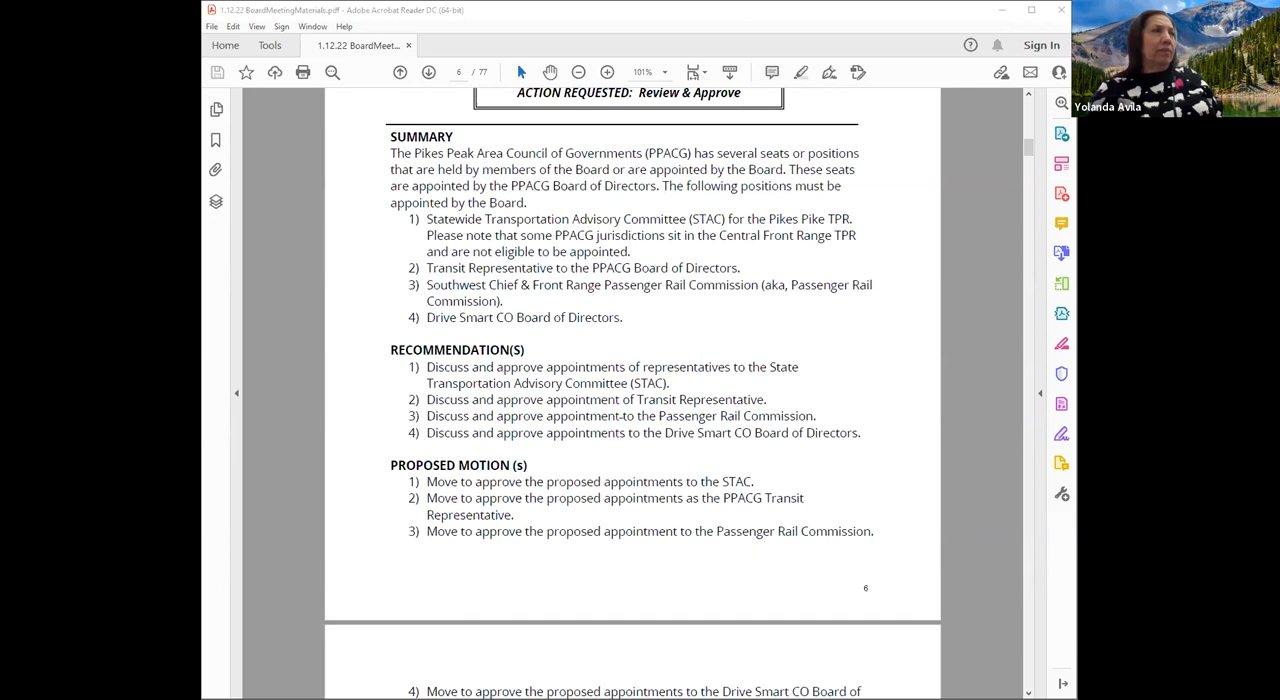 1.12.22 BoardMeetingMaterials.pdf - Adobe Acrobat Reader DC (64-bit)
File Edit View Sign Window Help
Home Tools 1.12.22 BoardMeet... × Sign In
6 / 77 101%
Yolanda Avila
ACTION REQUESTED: Review & Approve
SUMMARY
The Pikes Peak Area Council of Governments (PPACG) has several seats or positions
that are held by members of the Board or are appointed by the Board. These seats
are appointed by the PPACG Board of Directors. The following positions must be
appointed by the Board.
1) Statewide Transportation Advisory Committee (STAC) for the Pikes Pike TPR.
Please note that some PPACG jurisdictions sit in the Central Front Range TPR
and are not eligible to be appointed.
2) Transit Representative to the PPACG Board of Directors.
3) Southwest Chief & Front Range Passenger Rail Commission (aka, Passenger Rail
Commission).
4) Drive Smart CO Board of Directors.
RECOMMENDATION(S)
1) Discuss and approve appointments of representatives to the State
Transportation Advisory Committee (STAC).
2) Discuss and approve appointment of Transit Representative.
3) Discuss and approve appointment to the Passenger Rail Commission.
4) Discuss and approve appointments to the Drive Smart CO Board of Directors.
PROPOSED MOTION (s)
1) Move to approve the proposed appointments to the STAC.
2) Move to approve the proposed appointments as the PPACG Transit
Representative.
3) Move to approve the proposed appointment to the Passenger Rail Commission.
6
4) Move to approve the proposed appointments to the Drive Smart CO Board of